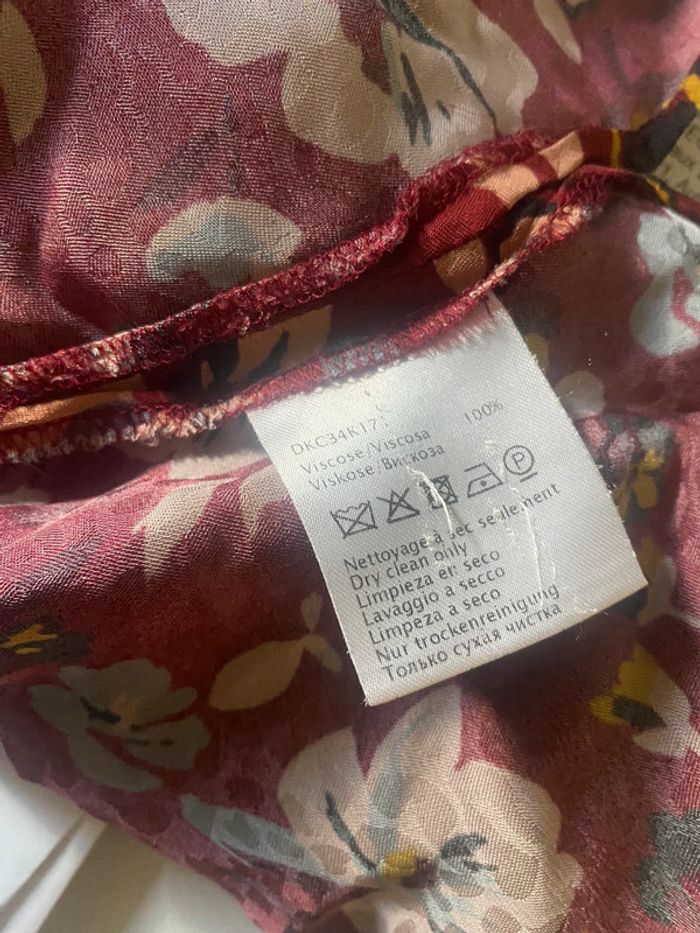 DKC34K17
Viscose/Viscosa 100%
Viskose/Вискоза
P
Nettoyage à sec seulement
Dry clean only
Limpieza en seco
Lavaggio a secco
Limpeza a seco
Nur trockenreinigung
Только сухая чистка